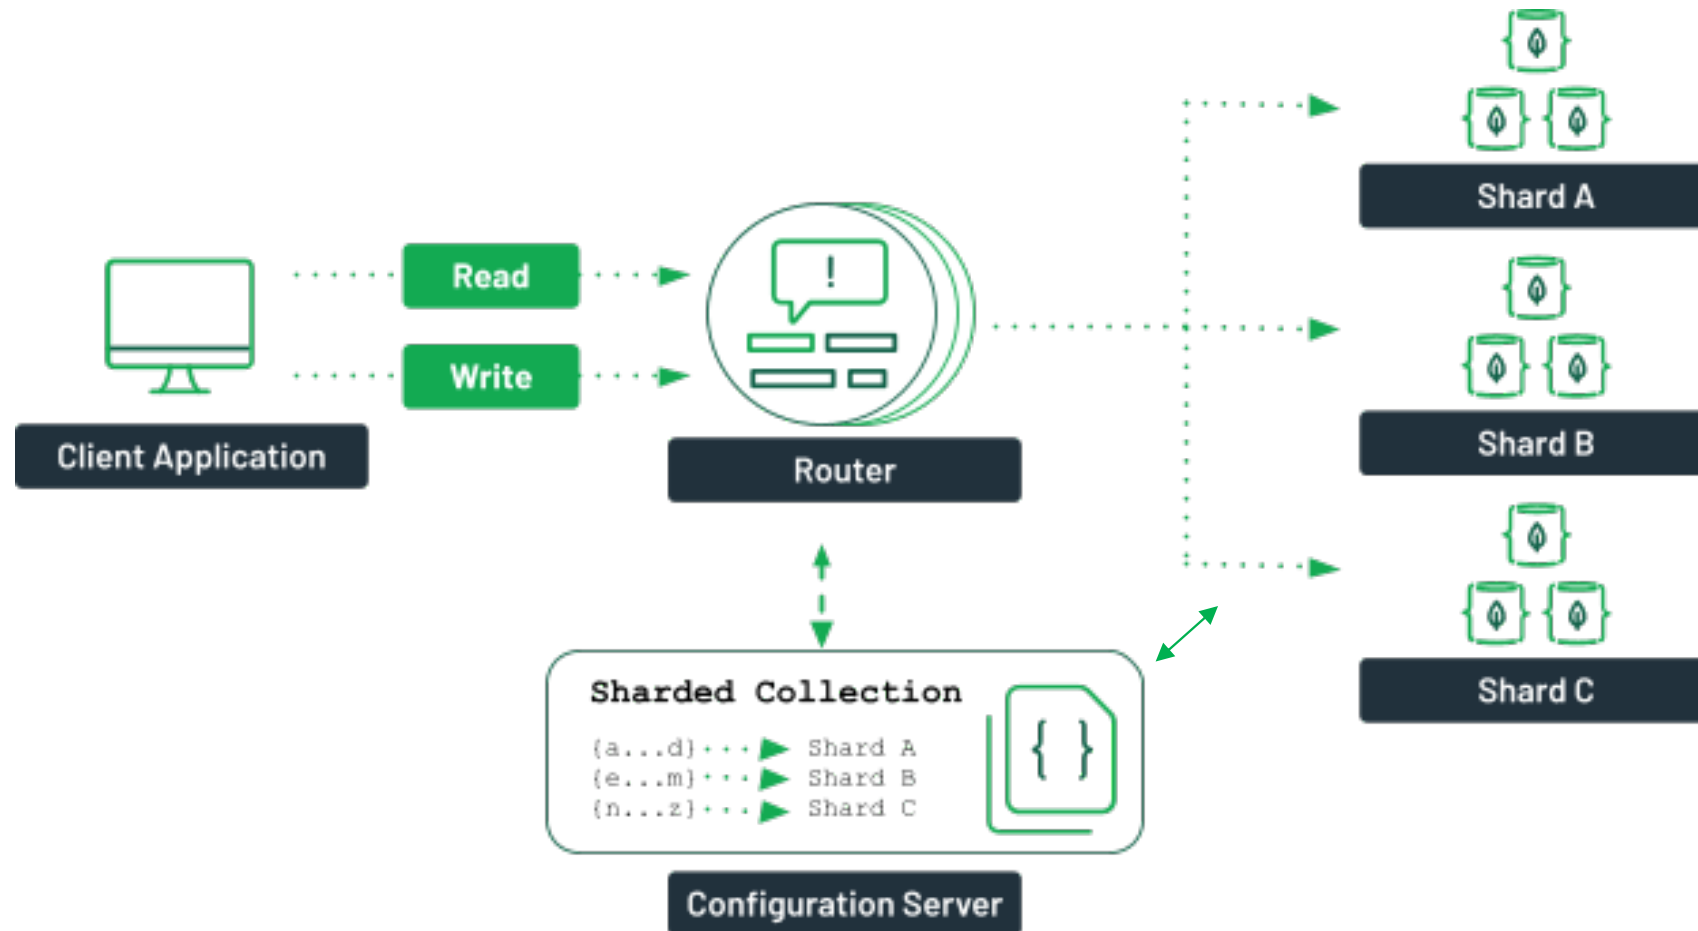 Shard A
Read
!
Write
Client Application
Router
Shard B
Shard C
Sharded Collection
{a...d} Shard A
{e...m} Shard B
{n...z} Shard C
{ }
Configuration Server